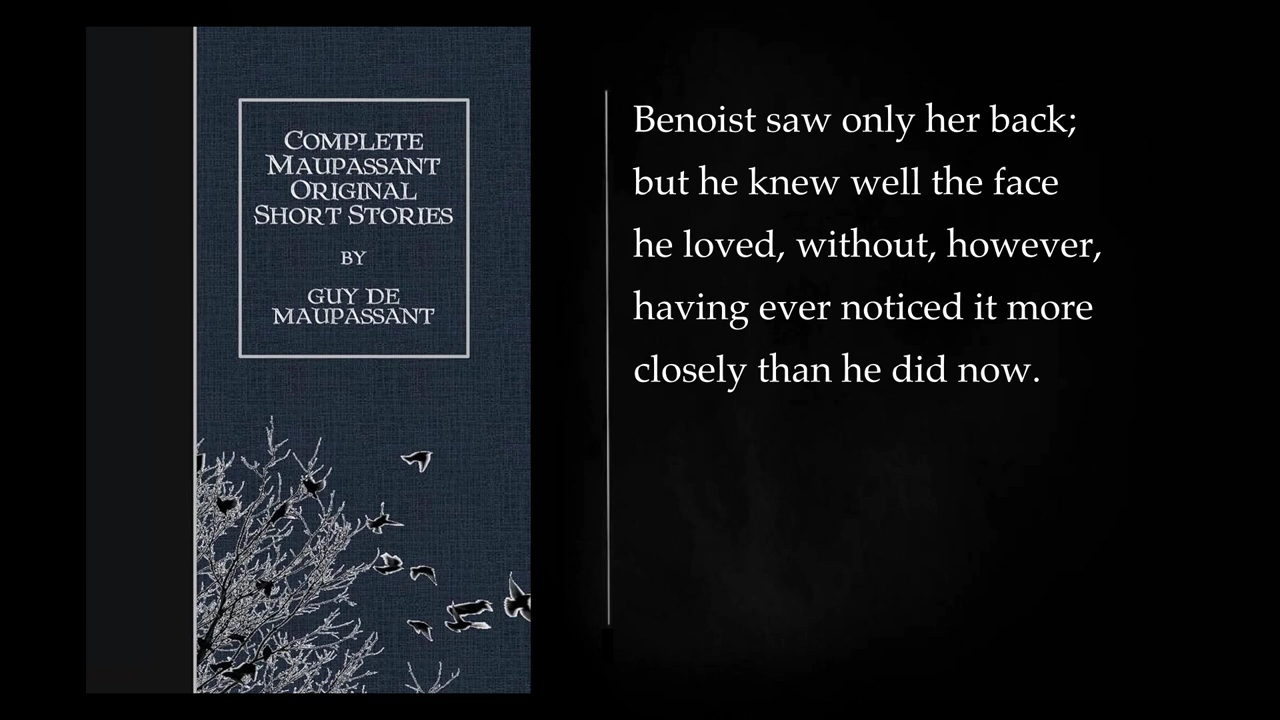 COMPLETE
MAUPASSANT
ORIGINAL
SHORT STORIES
BY
GUY DE
MAUPASSANT
Benoist saw only her back;
but he knew well the face
he loved, without, however,
having ever noticed it more
closely than he did now.